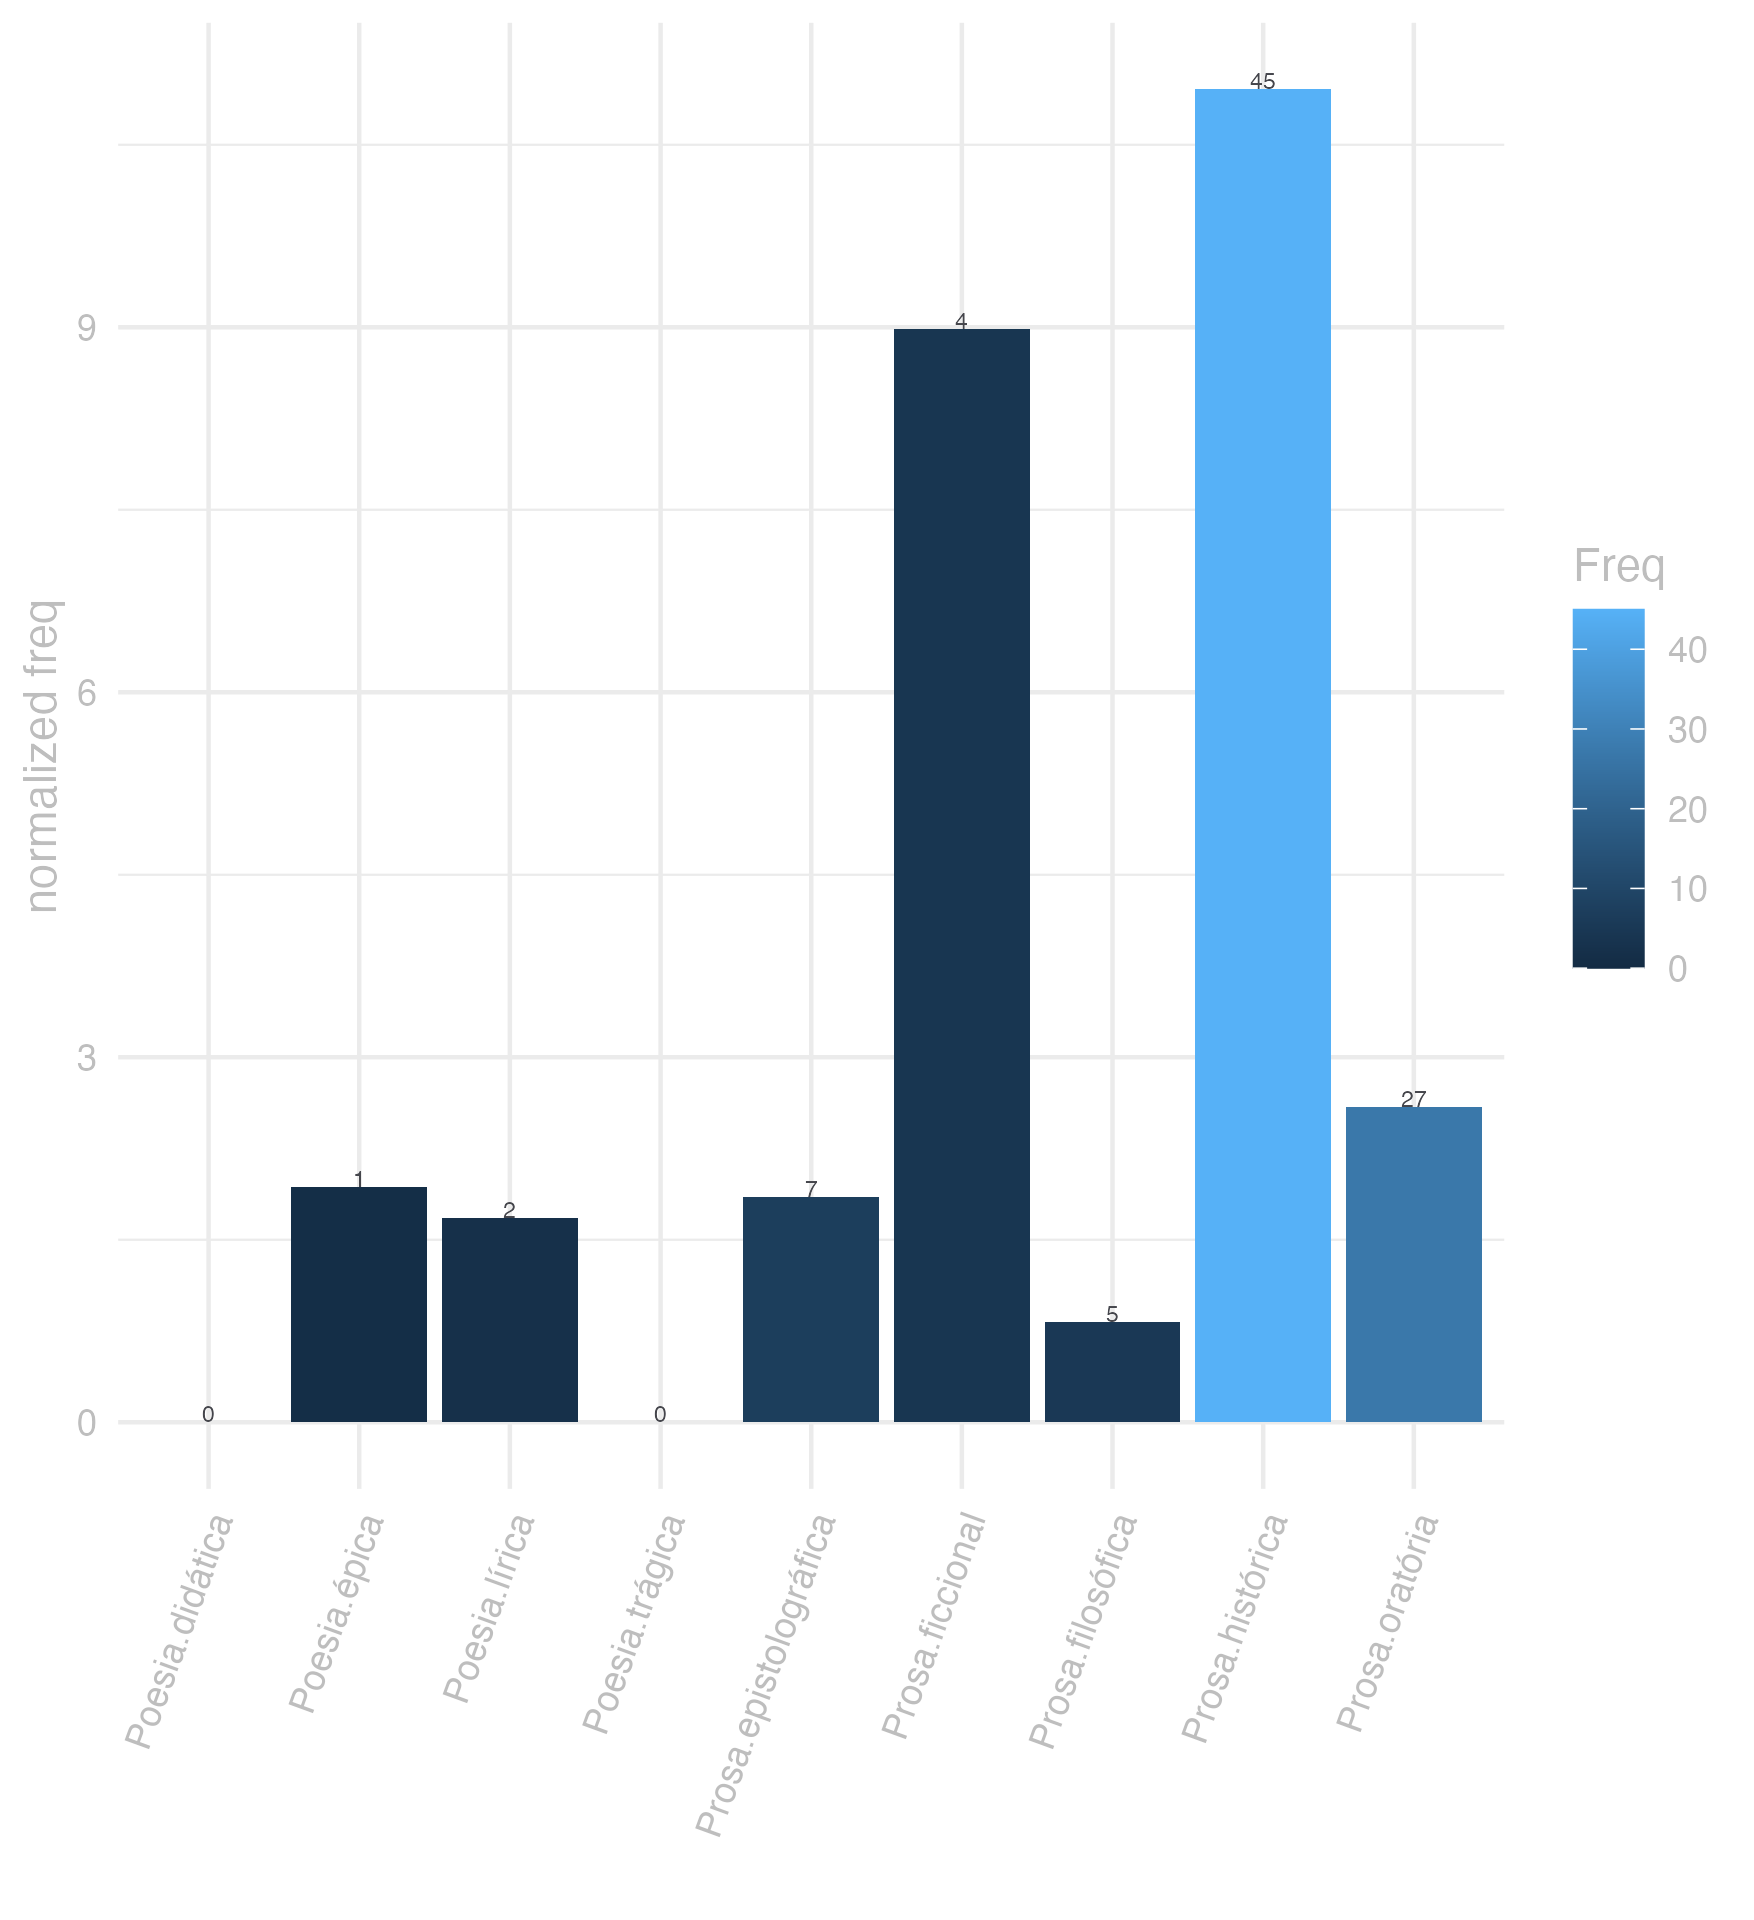 45
4
27
1
7
2
5
0
0
9
6
3
0
normalized freq
Poesia.didática
Poesia.épica
Poesia.lírica
Poesia.trágica
Prosa.epistolográfica
Prosa.ficcional
Prosa.filosófica
Prosa.histórica
Prosa.oratória
Freq
40
30
20
10
0